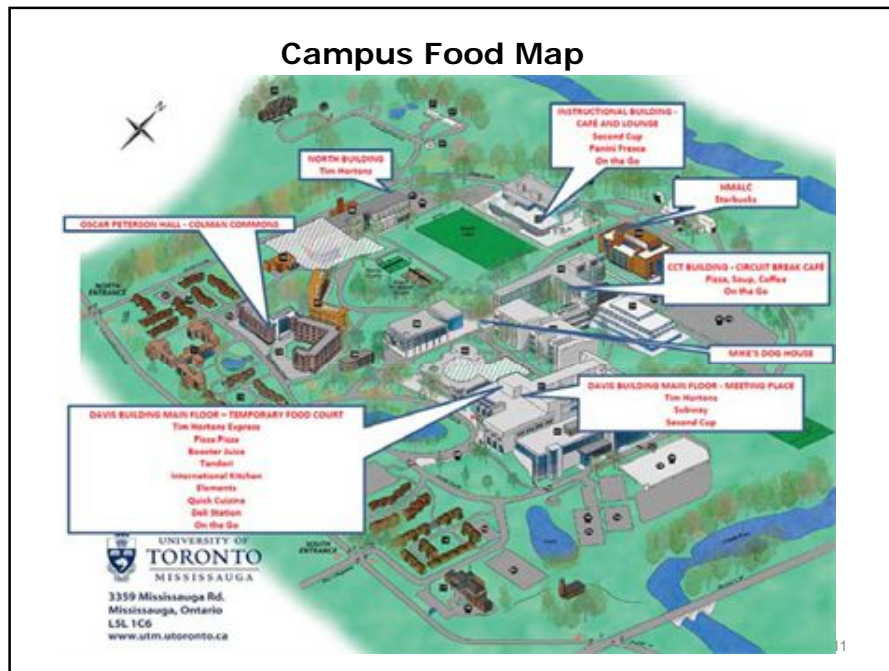 Campus Food Map
N
INSTRUCTIONAL BUILDING -
CAFÉ AND LOUNGE
Second Cup
Panini Fresca
On the Go
NORTH BUILDING
Tim Hortons
HMALC
Starbucks
OSCAR PETERSON HALL - COLMAN COMMONS
CCT BUILDING - CIRCUIT BREAK CAFÉ
Pizza, Soup, Coffee
On the Go
NORTH
ENTRANCE
MIKE'S DOG HOUSE
DAVIS BUILDING MAIN FLOOR - MEETING PLACE
Tim Hortons
Subway
Second Cup
DAVIS BUILDING MAIN FLOOR – TEMPORARY FOOD COURT
Tim Hortons Express
Pizza Pizza
Booster Juice
Tandori
International Kitchen
Elements
Quick Cuisine
Deli Station
On the Go
SOUTH
ENTRANCE
UNIVERSITY OF
TORONTO
MISSISSAUGA
3359 Mississauga Rd.
Mississauga, Ontario
L5L 1C6
www.utm.utoronto.ca
11